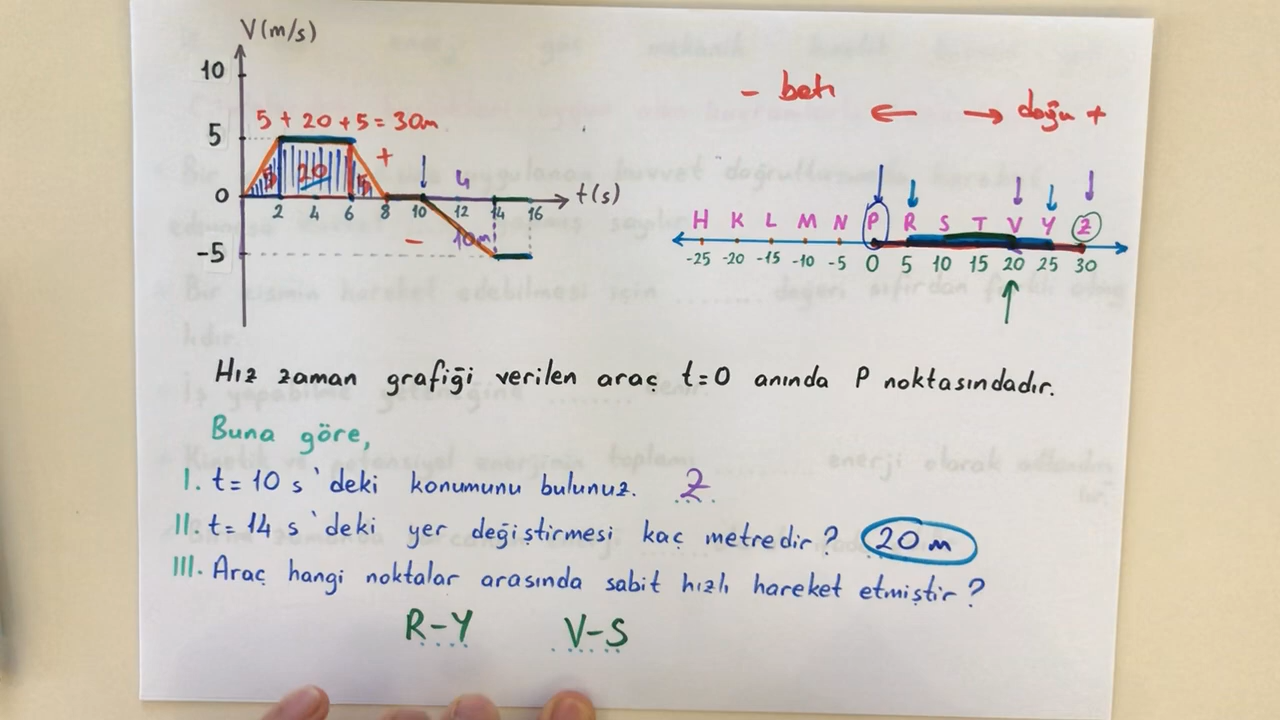 V(m/s)
10
5 + 20 + 5 = 30m
5
5 20 5 +
0
2 4 6 8 10 12 14 16
t(s)
4
- 10m
-5
- batı
← → doğu +
H K L M N P R S T V Y Z
-25 -20 -15 -10 -5 0 5 10 15 20 25 30
Hız zaman grafiği verilen araç t=0 anında P noktasındadır.
Buna göre,
I. t= 10 s'deki konumunu bulunuz. Z
II. t= 14 s'deki yer değiştirmesi kaç metredir? 20 m
III. Araç hangi noktalar arasında sabit hızlı hareket etmiştir?
R-Y V-S